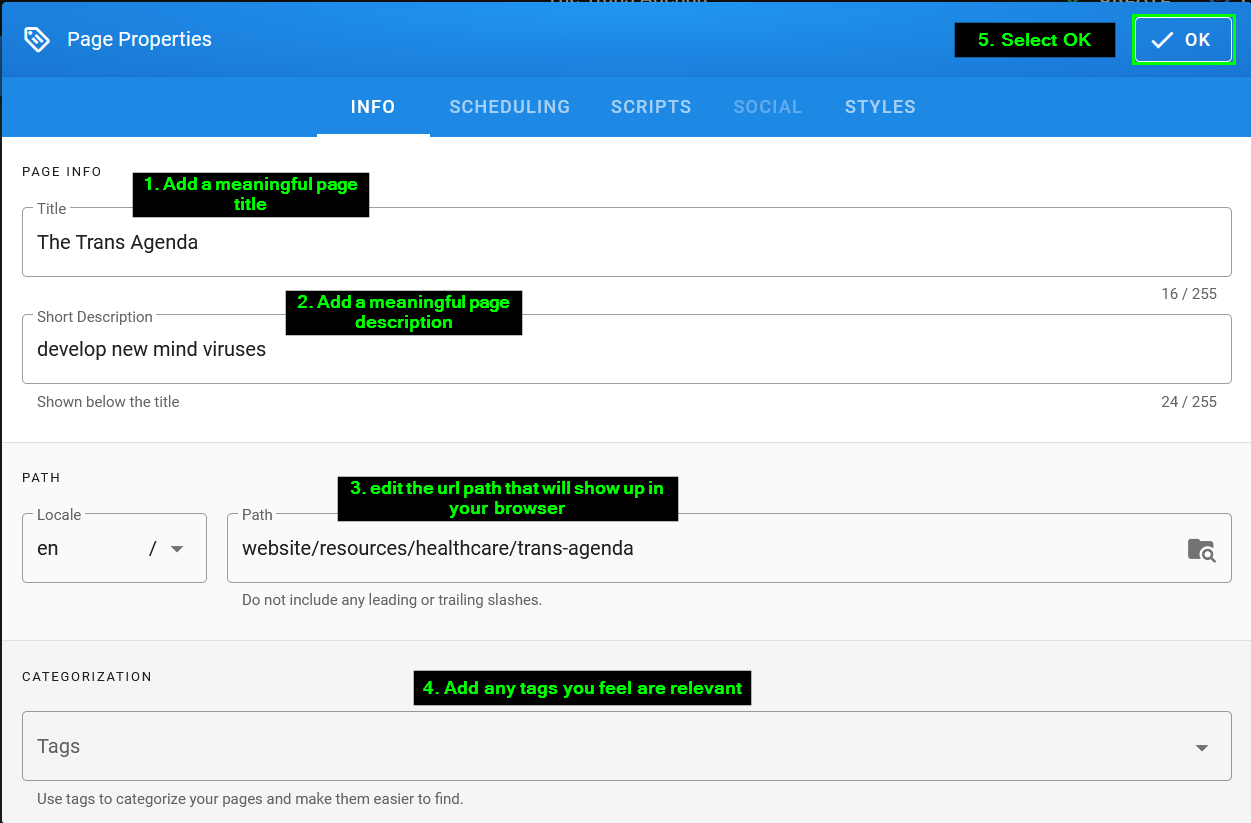 Page Properties
5. Select OK
OK
INFO
SCHEDULING
SCRIPTS
SOCIAL
STYLES
PAGE INFO
1. Add a meaningful page
title
Title
The Trans Agenda
16 / 255
2. Add a meaningful page
description
Short Description
develop new mind viruses
Shown below the title
24 / 255
PATH
3. edit the url path that will show up in
your browser
Locale
en
/
Path
website/resources/healthcare/trans-agenda
Do not include any leading or trailing slashes.
CATEGORIZATION
4. Add any tags you feel are relevant
Tags
Use tags to categorize your pages and make them easier to find.